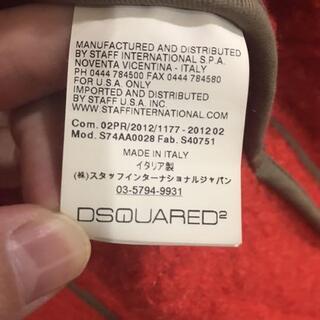 MANUFACTURED AND DISTRIBUTED
BY STAFF INTERNATIONAL S.P.A.
NOVENTA VICENTINA - ITALY
PH 0444 784500 FAX 0444 784580
FOR U.S.A. ONLY
IMPORTED AND DISTRIBUTED
BY STAFF U.S.A. INC
WWW.STAFFINTERNATIONAL.COM
Com. 02PR/2012/1177 - 2012 02
Mod. S74AA0028 Fab. S40751
MADE IN ITALY
イタリア製
(株)スタッフインターナショナルジャパン
03-5794-9931
DSQUARED²